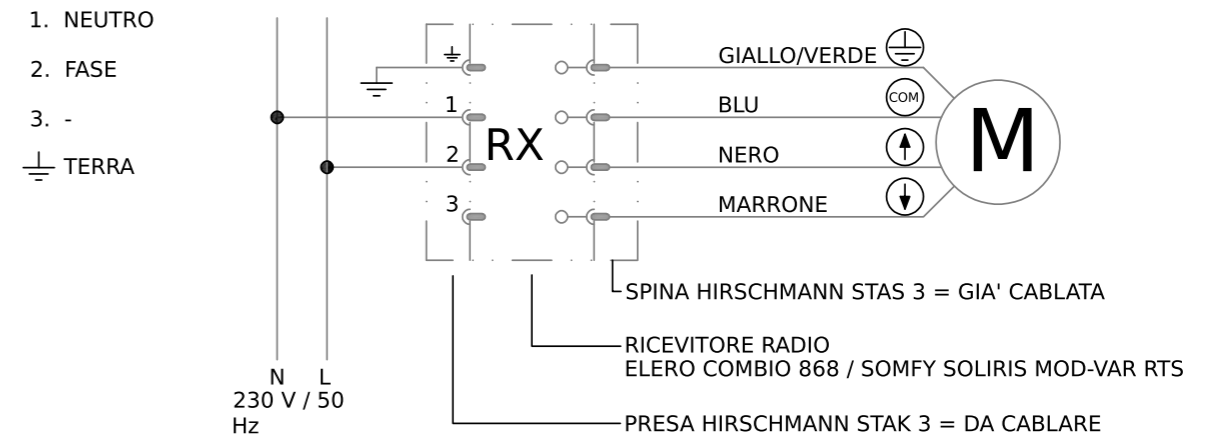 1. NEUTRO
2. FASE
3. -
TERRA
1
2
3
RX
GIALLO/VERDE
BLU
COM
NERO
MARRONE
M
SPINA HIRSCHMANN STAS 3 = GIA' CABLATA
RICEVITORE RADIO
ELERO COMBIO 868 / SOMFY SOLIRIS MOD-VAR RTS
PRESA HIRSCHMANN STAK 3 = DA CABLARE
N L
230 V / 50
Hz